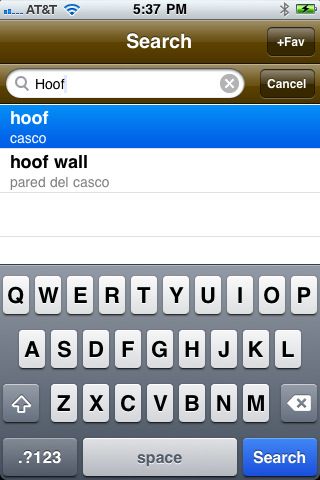 AT&T 5:37 PM
Search +Fav
Hoof Cancel
hoof
casco
hoof wall
pared del casco
Q W E R T Y U I O P
A S D F G H J K L
Z X C V B N M
.?123 space Search